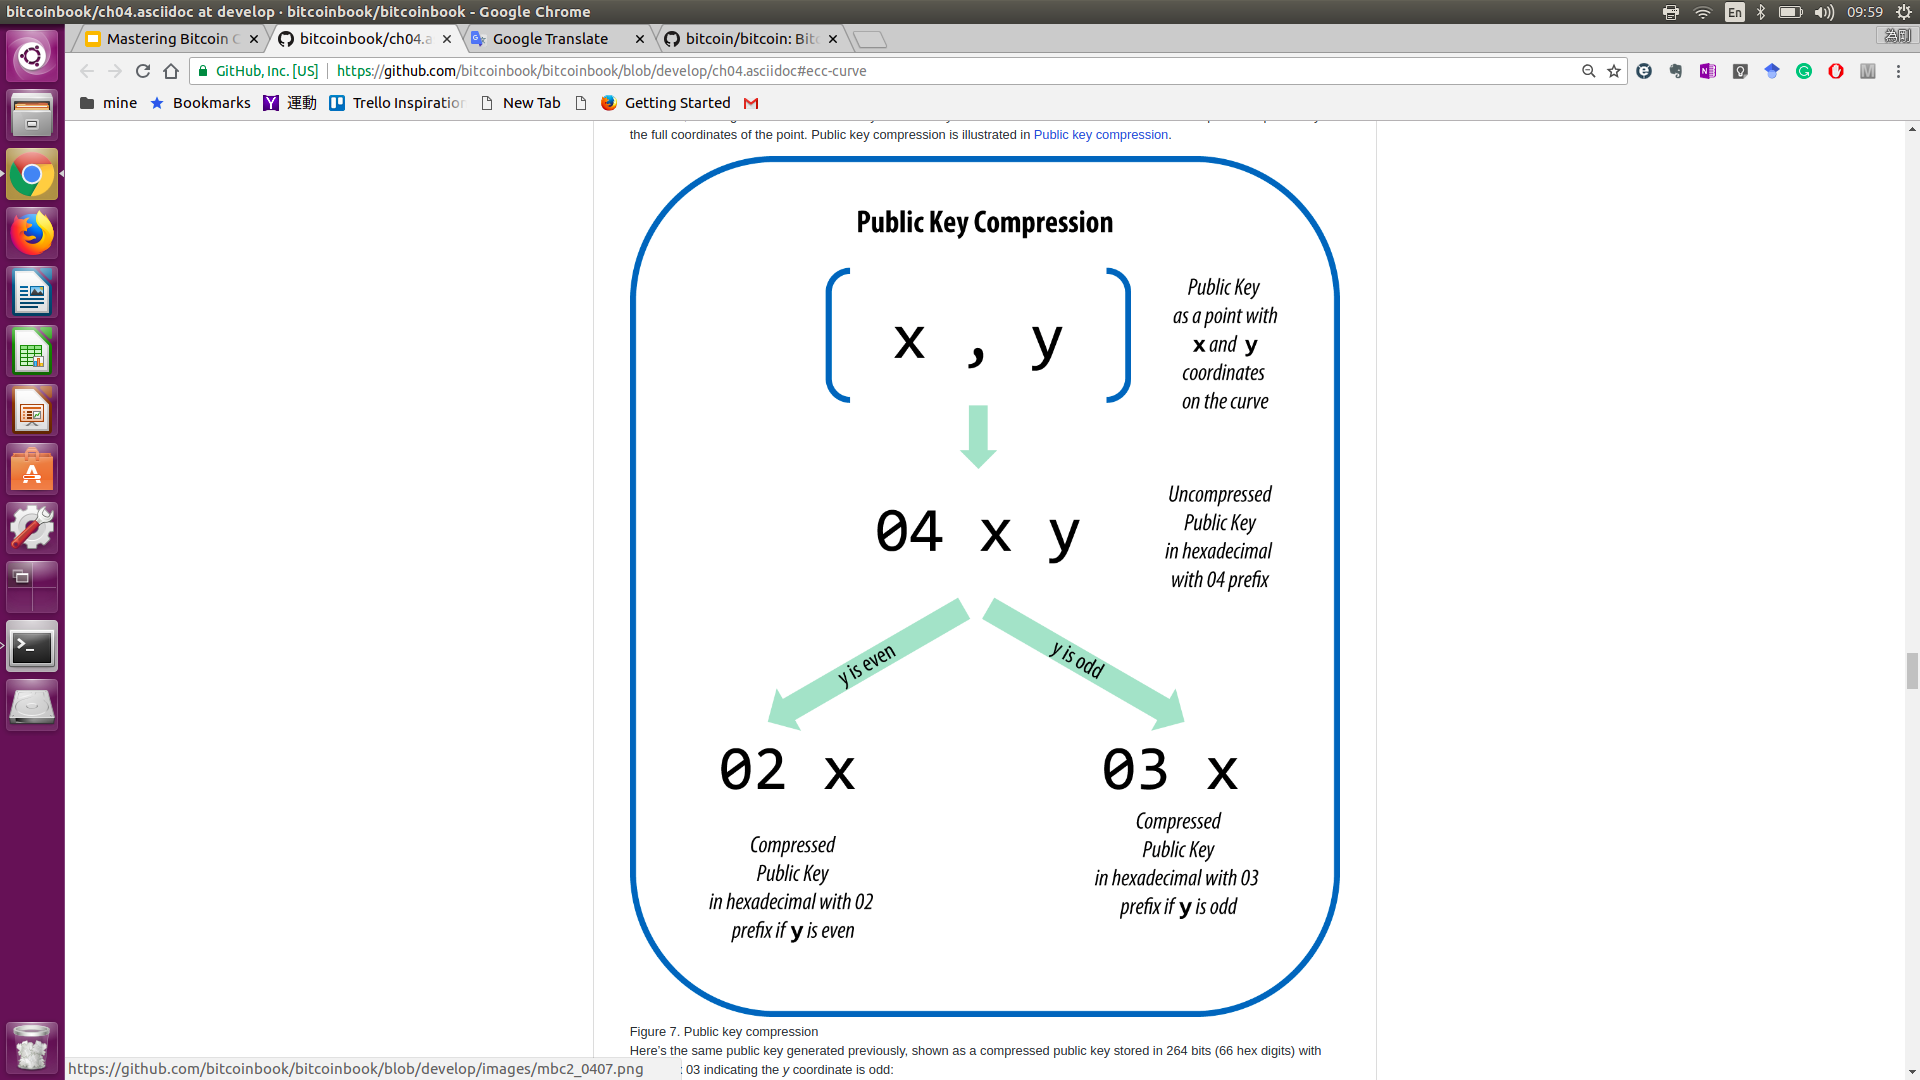 bitcoinbook/ch04.asciidoc at develop · bitcoinbook/bitcoinbook - Google Chrome
En
09:59
Mastering Bitcoin
bitcoinbook/ch04.a
Google Translate
bitcoin/bitcoin: Bit
為剛
GitHub, Inc. [US]
https://github.com/bitcoinbook/bitcoinbook/blob/develop/ch04.asciidoc#ecc-curve
mine
Bookmarks
運動
Trello Inspiration
New Tab
Getting Started
the full coordinates of the point. Public key compression is illustrated in Public key compression.
Public Key Compression
x , y
Public Key
as a point with
x and y
coordinates
on the curve
04 x y
Uncompressed
Public Key
in hexadecimal
with 04 prefix
y is even
y is odd
02 x
03 x
Compressed
Public Key
in hexadecimal with 02
prefix if y is even
Compressed
Public Key
in hexadecimal with 03
prefix if y is odd
Figure 7. Public key compression
Here's the same public key generated previously, shown as a compressed public key stored in 264 bits (66 hex digits) with
03 indicating the y coordinate is odd:
https://github.com/bitcoinbook/bitcoinbook/blob/develop/images/mbc2_0407.png